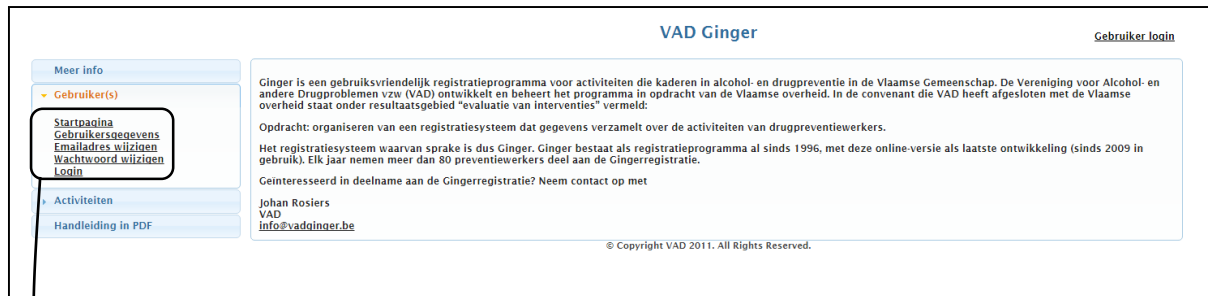 VAD Ginger
Gebruiker login
Meer info
Gebruiker(s)
Startpagina
Gebruikersgegevens
Emailadres wijzigen
Wachtwoord wijzigen
Login
Activiteiten
Handleiding in PDF
Ginger is een gebruiksvriendelijk registratieprogramma voor activiteiten die kaderen in alcohol- en drugpreventie in de Vlaamse Gemeenschap. De Vereniging voor Alcohol- en
andere Drugproblemen vzw (VAD) ontwikkelt en beheert het programma in opdracht van de Vlaamse overheid. In de convenant die VAD heeft afgesloten met de Vlaamse
overheid staat onder resultaatsgebied “evaluatie van interventies” vermeld:
Opdracht: organiseren van een registratiesysteem dat gegevens verzamelt over de activiteiten van drugpreventiewerkers.
Het registratiesysteem waarvan sprake is dus Ginger. Ginger bestaat als registratieprogramma al sinds 1996, met deze online-versie als laatste ontwikkeling (sinds 2009 in
gebruik). Elk jaar nemen meer dan 80 preventiewerkers deel aan de Gingerregistratie.
Geïnteresseerd in deelname aan de Gingerregistratie? Neem contact op met
Johan Rosiers
VAD
info@vadginger.be
© Copyright VAD 2011. All Rights Reserved.